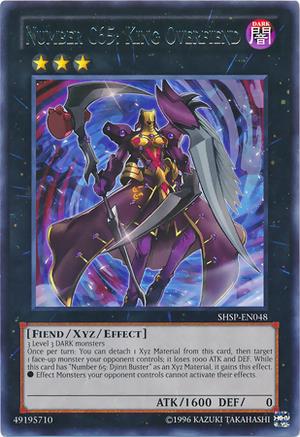 NUMBER C65: KING OVERFIEND
DARK
闇
SHSP-EN048
[FIEND/XYZ/EFFECT]
3 Level 3 DARK monsters
Once per turn: You can detach 1 Xyz Material from this card, then target
1 face-up monster your opponent controls; it loses 1000 ATK and DEF. While
this card has "Number 65: Djinn Buster" as an Xyz Material, it gains this effect.
● Effect Monsters your opponent controls cannot activate their effects.
ATK/1600 DEF/ 0
49195710
©1996 KAZUKI TAKAHASHI